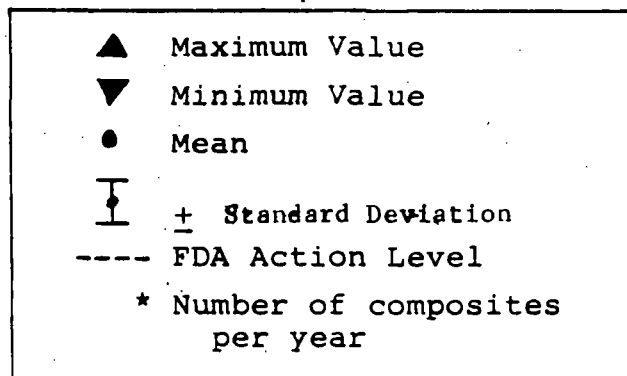 ▲ Maximum Value
▼ Minimum Value
● Mean
± Standard Deviation
---- FDA Action Level
* Number of composites
per year